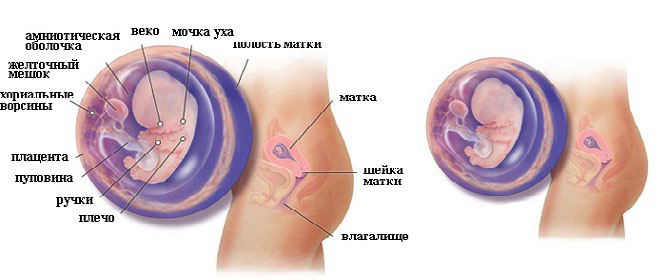 амниотическая
оболочка
веко
мочка уха
полость матки
желточный
мешок
хориальные
ворсины
матка
плацента
шейка
матки
пуповина
ручки
плечо
влагалище